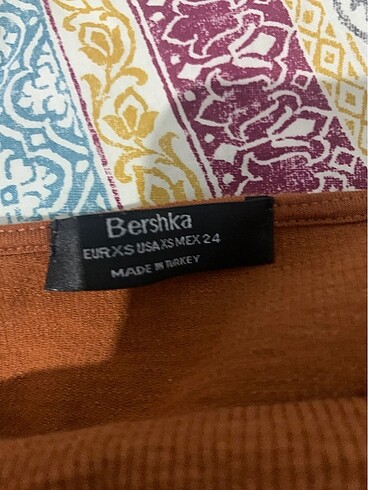 Bershka
EUR XS USA XS MEX 24
MADE IN TURKEY